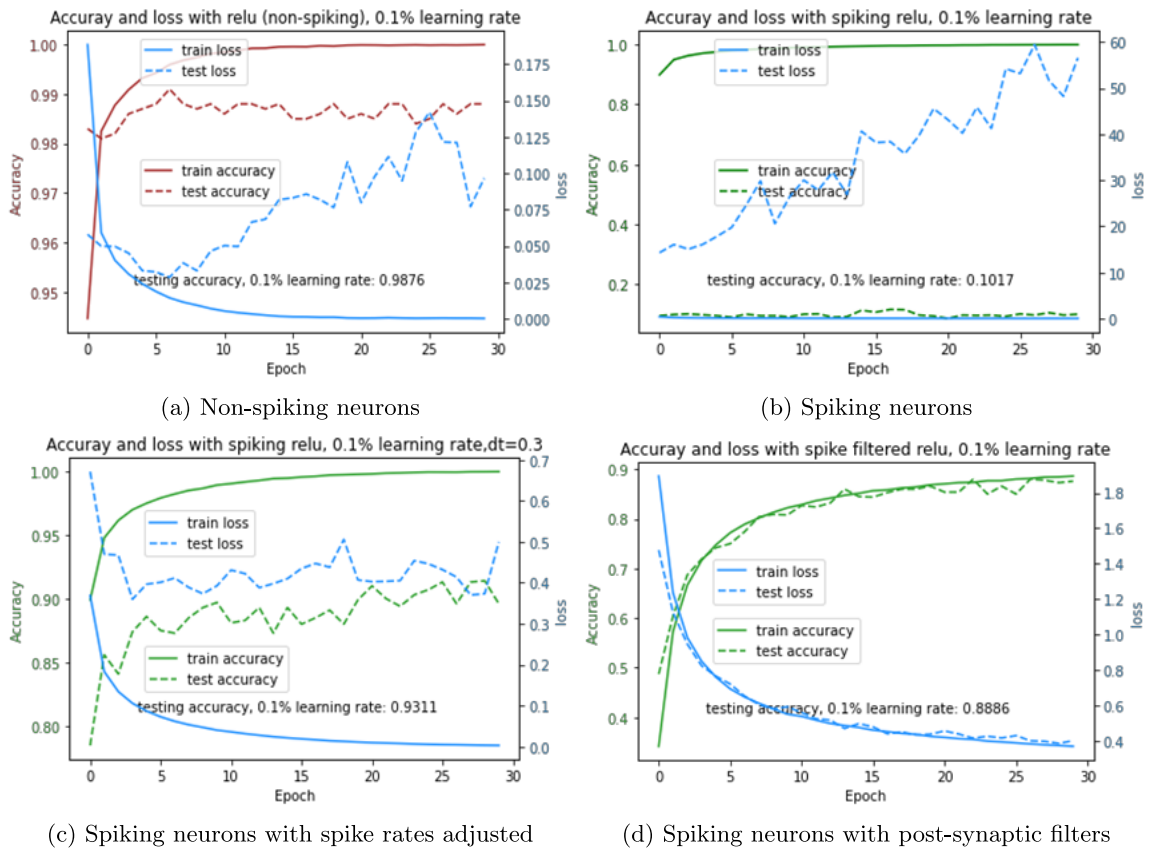 Accuray and loss with relu (non-spiking), 0.1% learning rate
1.00
0.99
0.98
0.97
0.96
0.95
Accuracy
train loss
test loss
train accuracy
test accuracy
testing accuracy, 0.1% learning rate: 0.9876
0.175
0.150
0.125
0.100
0.075
0.050
0.025
0.000
loss
0 5 10 15 20 25 30
Epoch
(a) Non-spiking neurons
Accuray and loss with spiking relu, 0.1% learning rate
1.0
0.8
0.6
0.4
0.2
Accuracy
train loss
test loss
train accuracy
test accuracy
testing accuracy, 0.1% learning rate: 0.1017
60
50
40
30
20
10
0
loss
0 5 10 15 20 25 30
Epoch
(b) Spiking neurons
Accuray and loss with spiking relu, 0.1% learning rate,dt=0.3
1.00
0.95
0.90
0.85
0.80
Accuracy
train loss
test loss
train accuracy
test accuracy
testing accuracy, 0.1% learning rate: 0.9311
0.7
0.6
0.5
0.4
0.3
0.2
0.1
0.0
loss
0 5 10 15 20 25 30
Epoch
(c) Spiking neurons with spike rates adjusted
Accuray and loss with spike filtered relu, 0.1% learning rate
0.9
0.8
0.7
0.6
0.5
0.4
Accuracy
train loss
test loss
train accuracy
test accuracy
testing accuracy, 0.1% learning rate: 0.8886
1.8
1.6
1.4
1.2
1.0
0.8
0.6
0.4
loss
0 5 10 15 20 25 30
Epoch
(d) Spiking neurons with post-synaptic filters